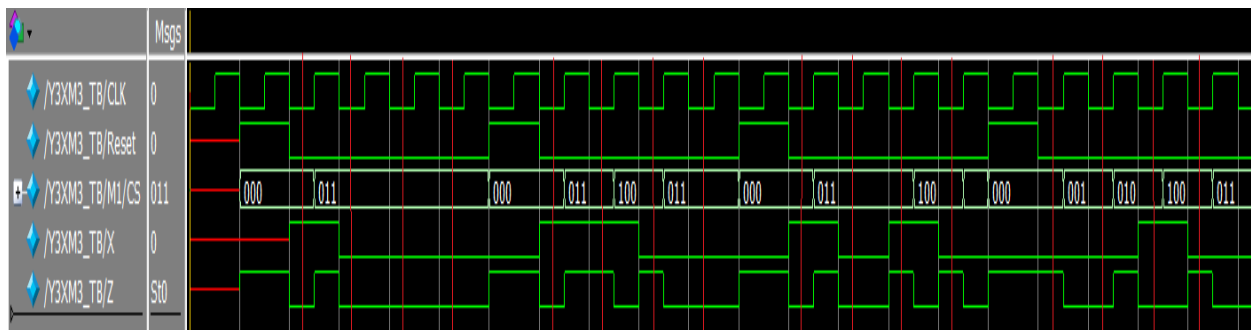 Msgs
/Y3XM3_TB/CLK 0
/Y3XM3_TB/Reset 0
/Y3XM3_TB/M1/CS 011 000 011 000 011 100 011 000 011 100 000 001 010 100 011
/Y3XM3_TB/X 0
/Y3XM3_TB/Z St0